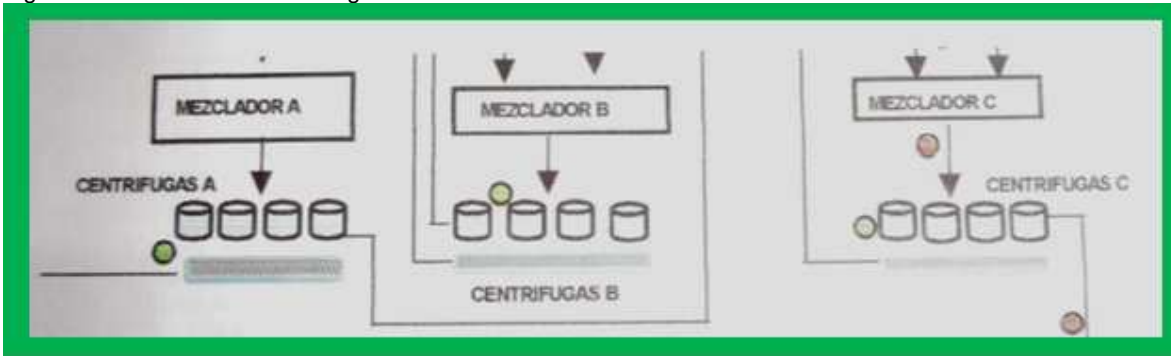 MEZCLADOR A
MEZCLADOR B
MEZCLADOR C
CENTRIFUGAS A
CENTRIFUGAS C
CENTRIFUGAS B